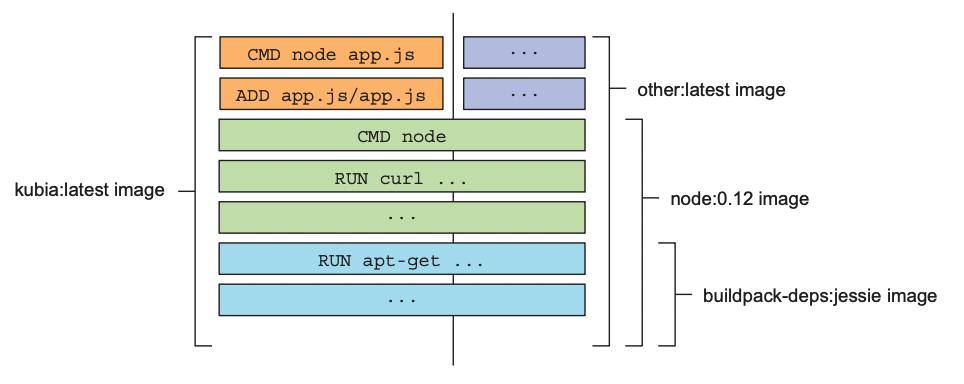 CMD node app.js
...
ADD app.js/app.js
...
other:latest image
CMD node
RUN curl ...
kubia:latest image
node:0.12 image
...
RUN apt-get ...
...
buildpack-deps:jessie image